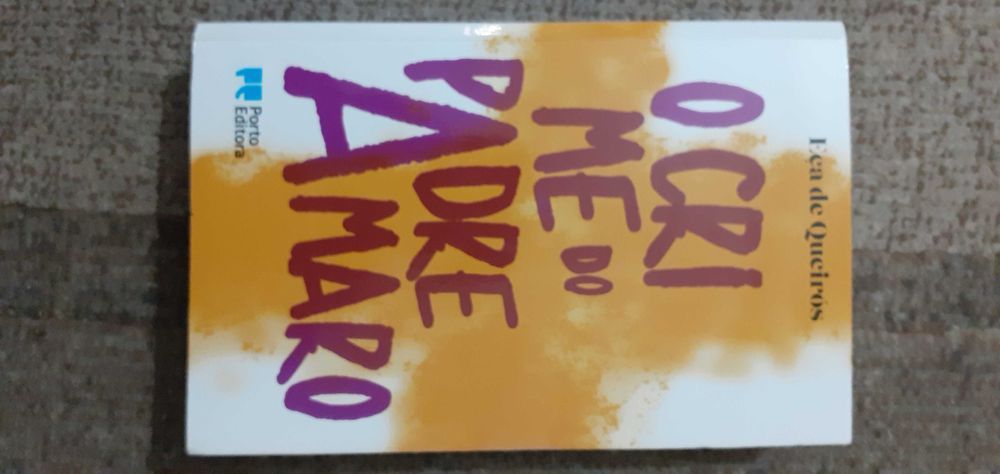 Eça de Queirós
O CRI
ME DO
PADRE
AMARO
Porto
Editora